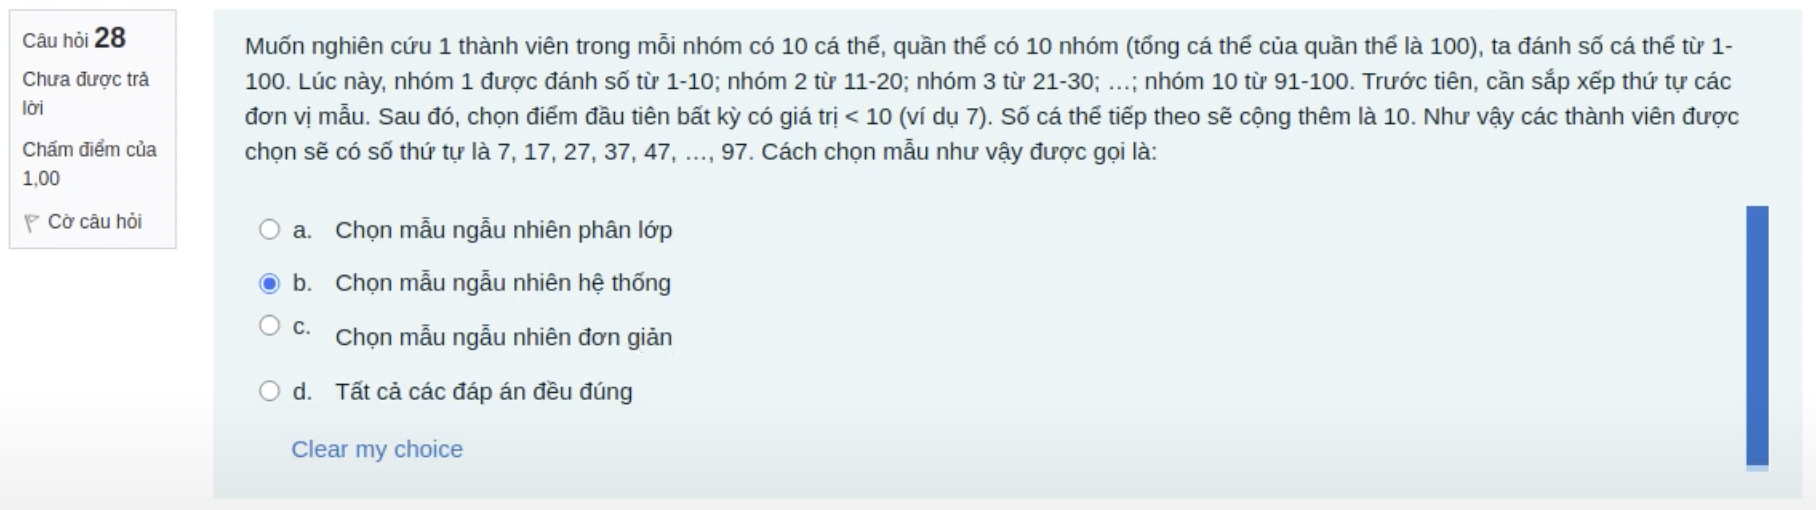 Câu hỏi 28
Chưa được trả
lời
Chấm điểm của
1,00
Cờ câu hỏi
Muốn nghiên cứu 1 thành viên trong mỗi nhóm có 10 cá thể, quần thể có 10 nhóm (tổng cá thể của quần thể là 100), ta đánh số cá thể từ 1-
100. Lúc này, nhóm 1 được đánh số từ 1-10; nhóm 2 từ 11-20; nhóm 3 từ 21-30; ...; nhóm 10 từ 91-100. Trước tiên, cần sắp xếp thứ tự các
đơn vị mẫu. Sau đó, chọn điểm đầu tiên bất kỳ có giá trị < 10 (ví dụ 7). Số cá thể tiếp theo sẽ cộng thêm là 10. Như vậy các thành viên được
chọn sẽ có số thứ tự là 7, 17, 27, 37, 47, ..., 97. Cách chọn mẫu như vậy được gọi là:
a. Chọn mẫu ngẫu nhiên phân lớp
b. Chọn mẫu ngẫu nhiên hệ thống
c. Chọn mẫu ngẫu nhiên đơn giản
d. Tất cả các đáp án đều đúng
Clear my choice